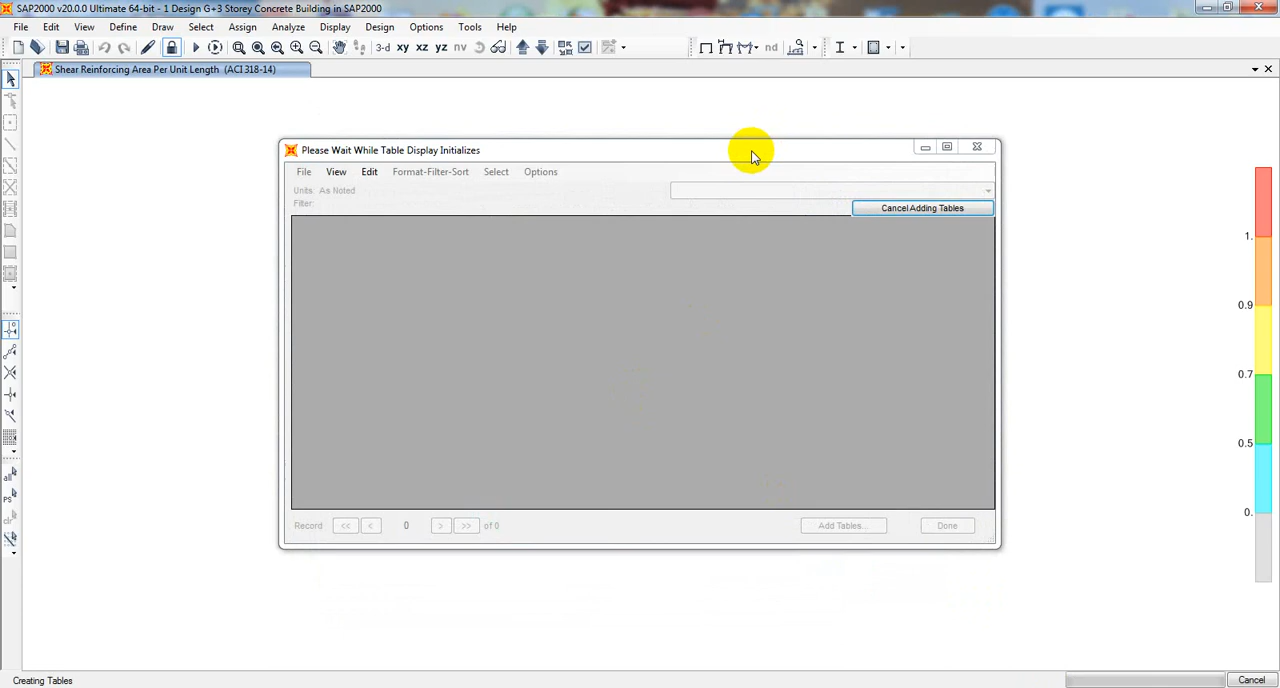 SAP2000 v20.0.0 Ultimate 64-bit - 1 Design G+3 Storey Concrete Building in SAP2000
File Edit View Define Draw Select Assign Analyze Display Design Options Tools Help
3-d xy xz yz nv nd
Shear Reinforcing Area Per Unit Length (ACI 318-14)
Please Wait While Table Display Initializes
File View Edit Format-Filter-Sort Select Options
Units: As Noted
Filter:
Cancel Adding Tables
1.
0.9
0.7
0.5
0.
all
PS
clr
Record << < 0 > >> of 0 Add Tables... Done
Creating Tables Cancel